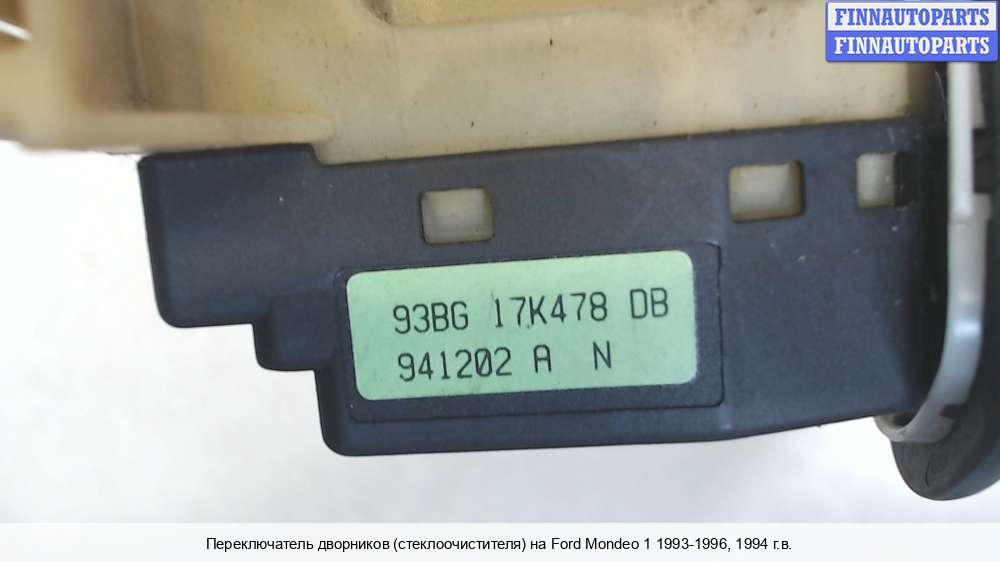 FINNAUTOPARTS
FINNAUTOPARTS
93BG 17K478 DB
941202 A N
Переключатель дворников (стеклоочистителя) на Ford Mondeo 1 1993-1996, 1994 г.в.